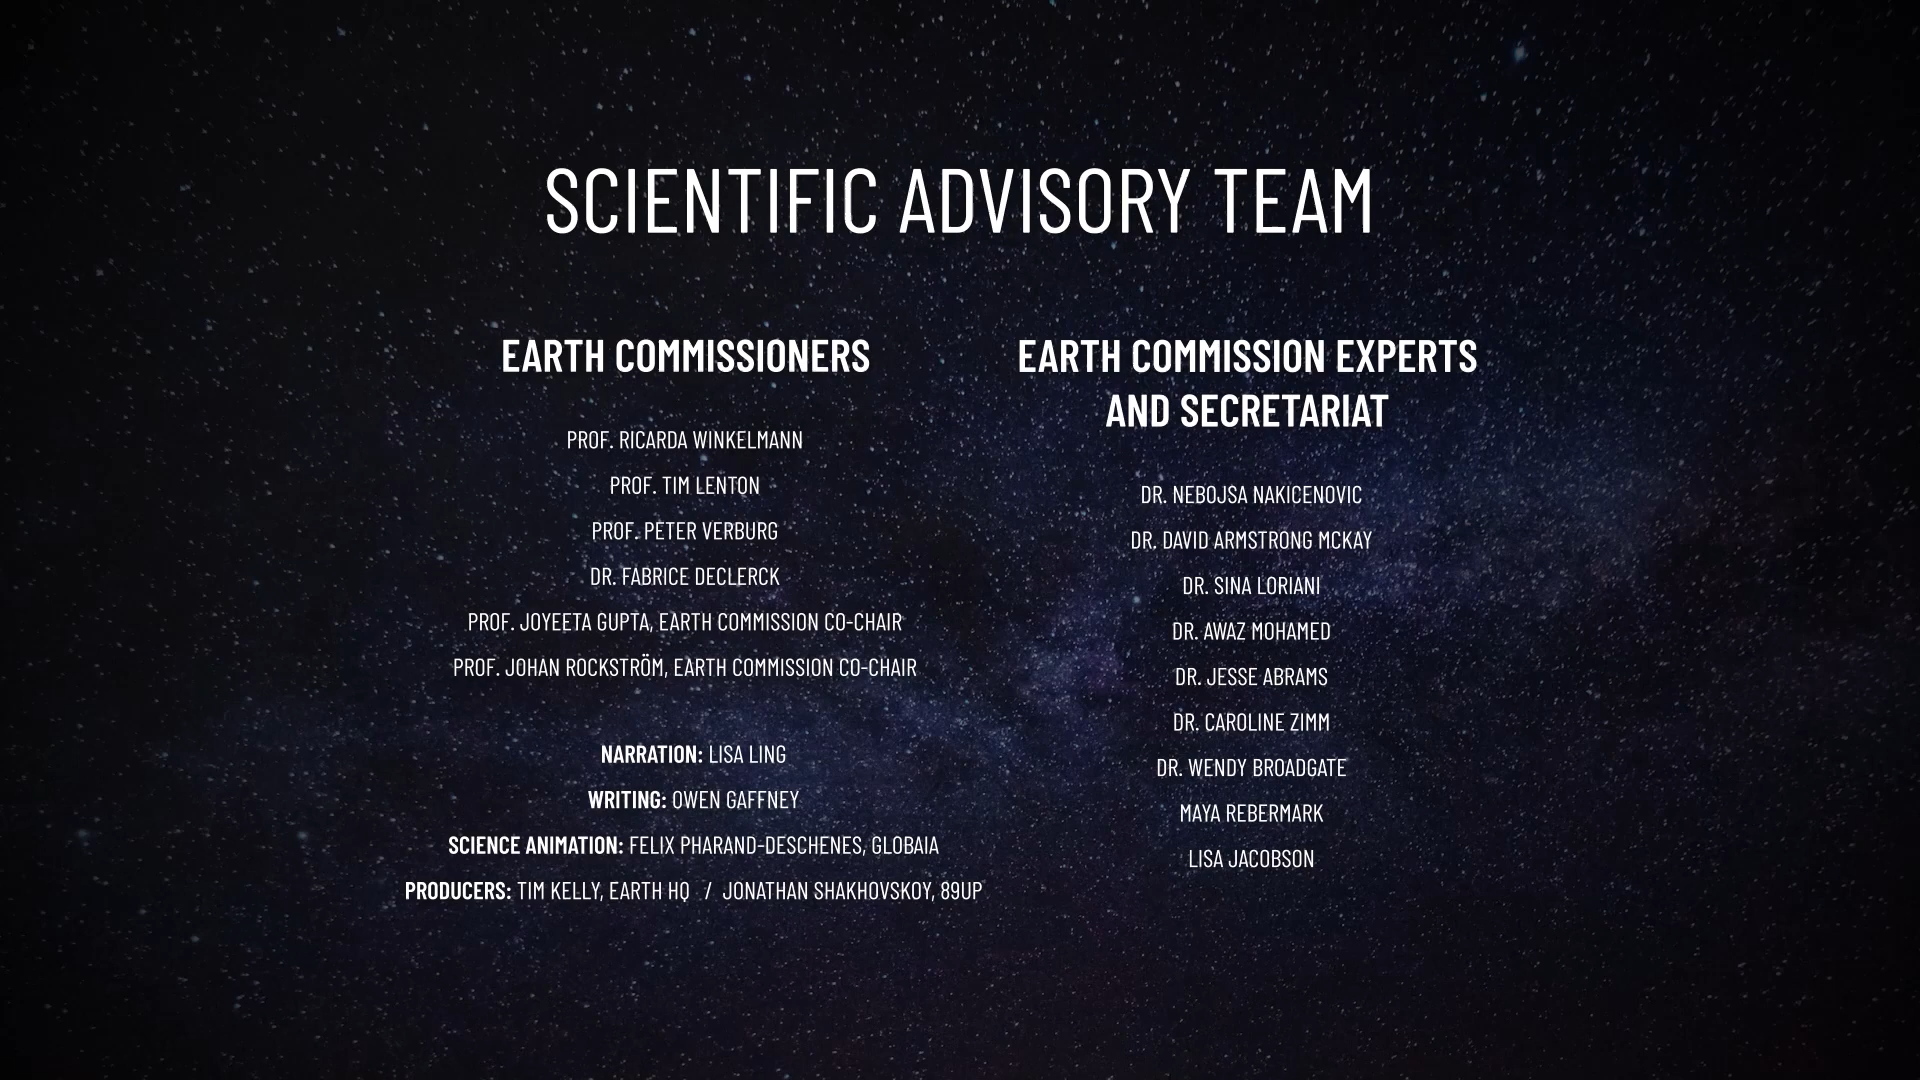 SCIENTIFIC ADVISORY TEAM
EARTH COMMISSIONERS
PROF. RICARDA WINKELMANN
PROF. TIM LENTON
PROF. PETER VERBURG
DR. FABRICE DECLERCK
PROF. JOYEETA GUPTA, EARTH COMMISSION CO-CHAIR
PROF. JOHAN ROCKSTRÖM, EARTH COMMISSION CO-CHAIR
NARRATION: LISA LING
WRITING: OWEN GAFFNEY
SCIENCE ANIMATION: FELIX PHARAND-DESCHENES, GLOBAIA
PRODUCERS: TIM KELLY, EARTH HQ / JONATHAN SHAKHOVSKOY, 89UP
EARTH COMMISSION EXPERTS
AND SECRETARIAT
DR. NEBOJSA NAKICENOVIC
DR. DAVID ARMSTRONG MCKAY
DR. SINA LORIANI
DR. AWAZ MOHAMED
DR. JESSE ABRAMS
DR. CAROLINE ZIMM
DR. WENDY BROADGATE
MAYA REBERMARK
LISA JACOBSON